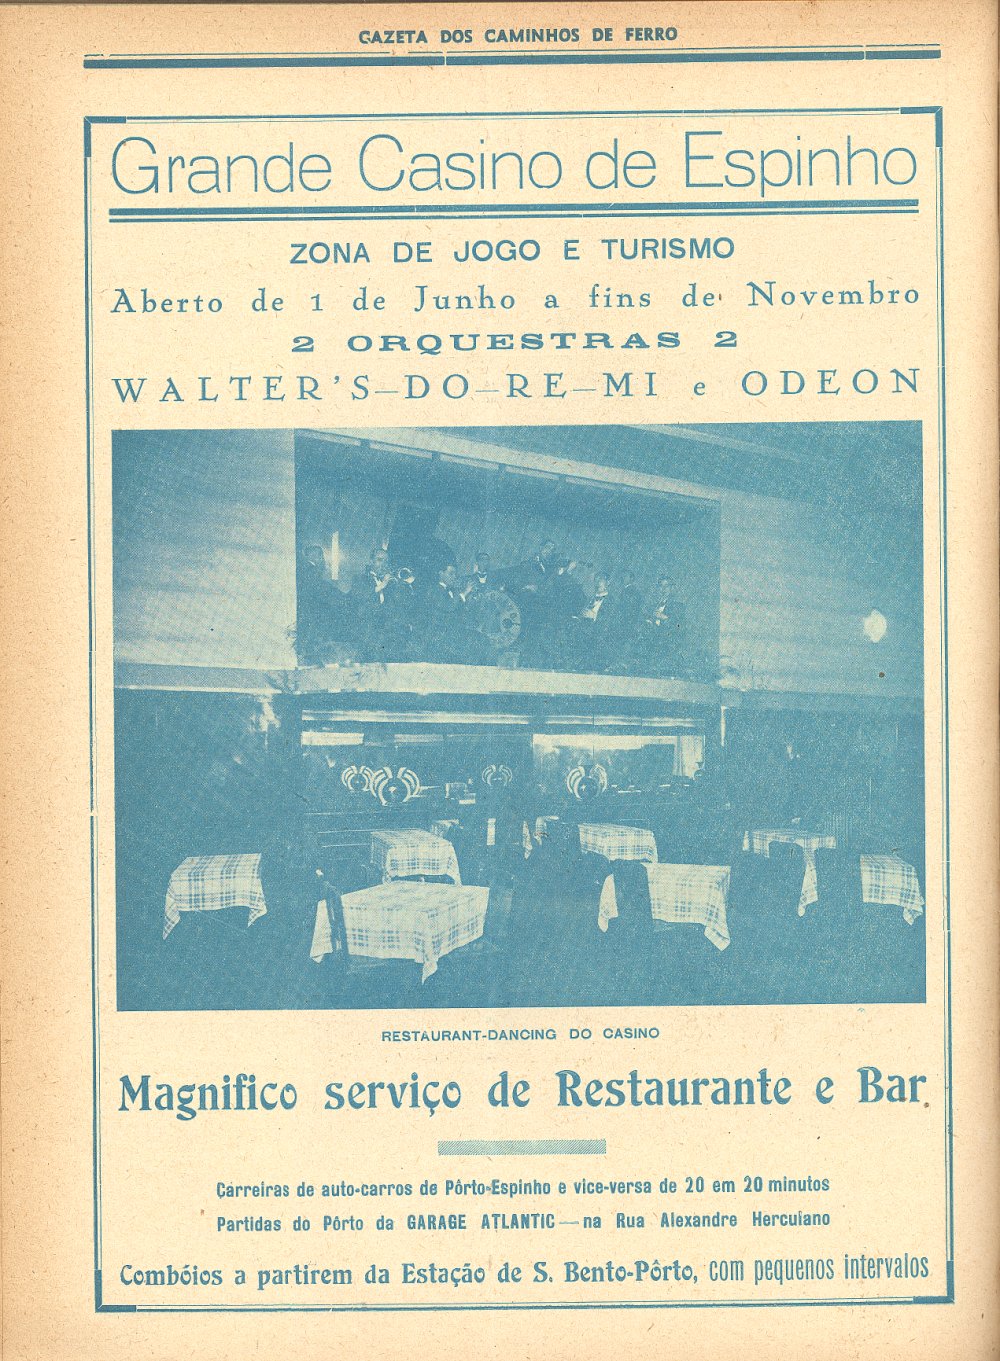 GAZETA DOS CAMINHOS DE FERRO
Grande Casino de Espinho
ZONA DE JOGO E TURISMO
Aberto de 1 de Junho a fins de Novembro
2 ORQUESTRAS 2
WALTER'S—DO—RE—MI e ODEON
RESTAURANT-DANCING DO CASINO
Magnifico serviço de Restaurante e Bar
Carreiras de auto-carros de Pôrto-Espinho e vice-versa de 20 em 20 minutos
Partidas do Pôrto da GARAGE ATLANTIC—na Rua Alexandre Herculano
Combóios a partirem da Estação de S. Bento-Pôrto, com pequenos intervalos